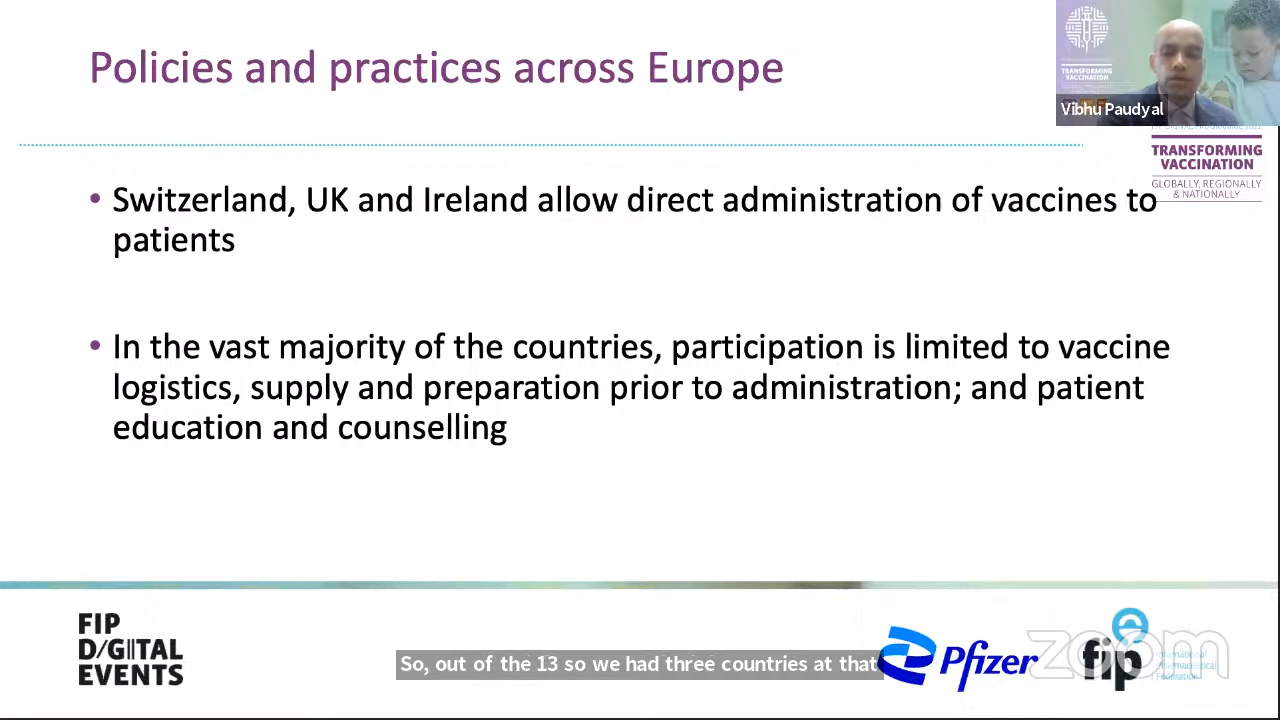 Policies and practices across Europe
TRANSFORMING
VACCINATION
Vibhu Paudyal
TRANSFORMING
VACCINATION
GLOBALLY, REGIONALLY
& NATIONALLY
• Switzerland, UK and Ireland allow direct administration of vaccines to
patients
• In the vast majority of the countries, participation is limited to vaccine
logistics, supply and preparation prior to administration; and patient
education and counselling
FIP
DIGITAL
EVENTS
So, out of the 13 so we had three countries at that
Pfizer
fip
zoom